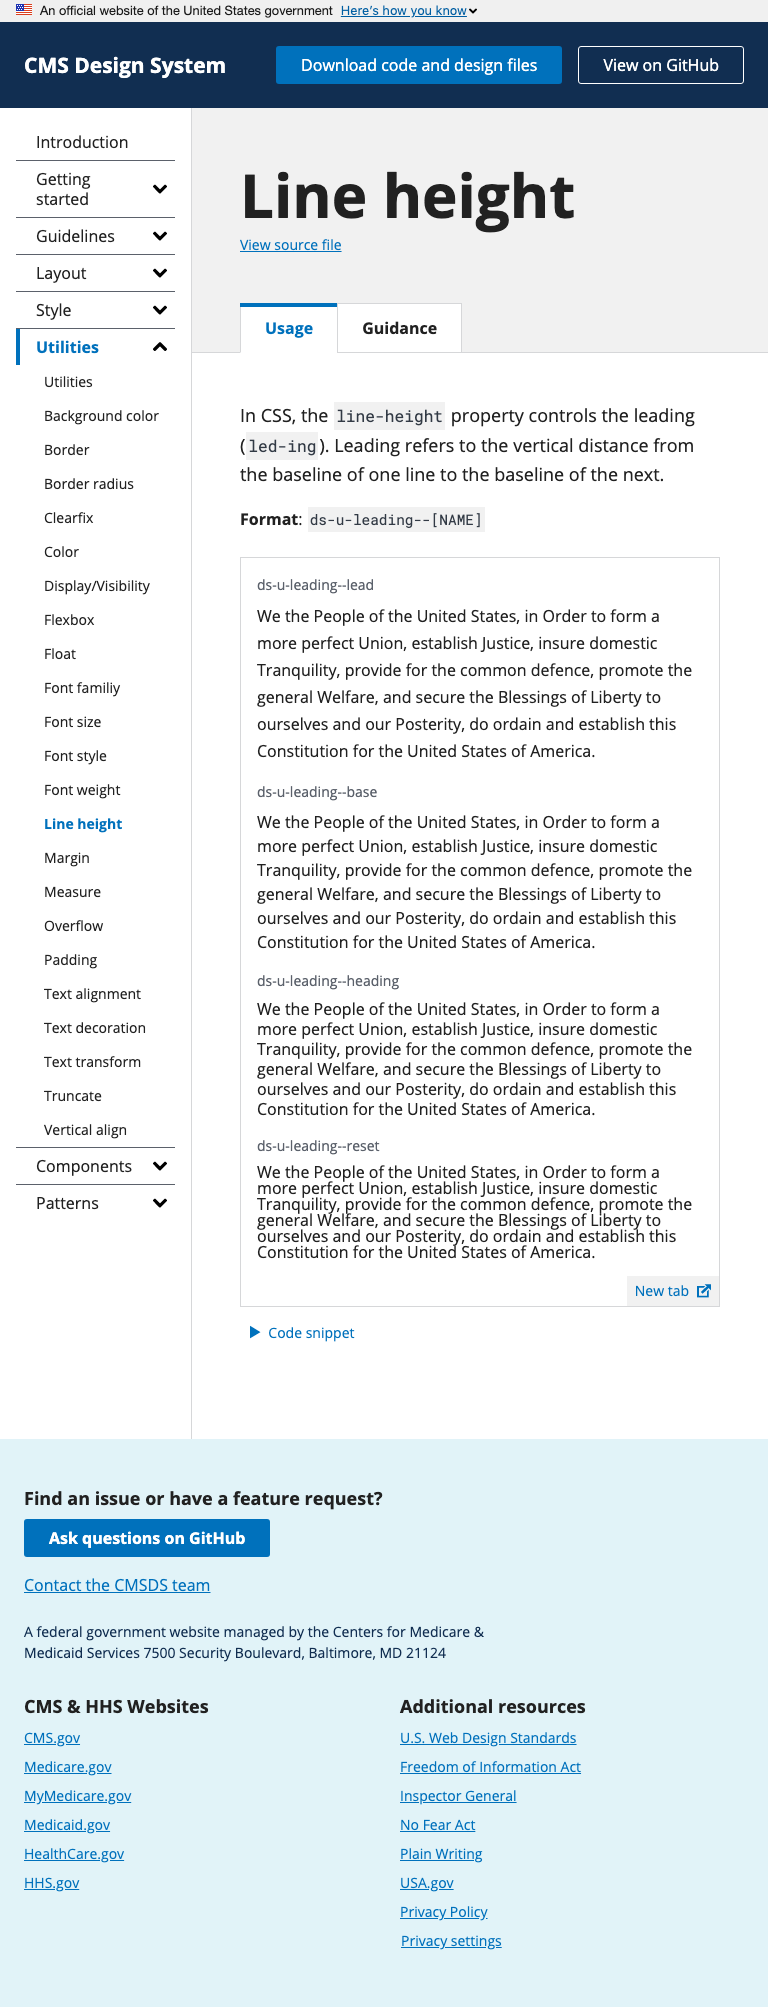 An official website of the United States government Here's how you know
CMS Design System
Download code and design files
View on GitHub
Introduction
Getting
started
Guidelines
Layout
Style
Utilities
Utilities
Background color
Border
Border radius
Clearfix
Color
Display/Visibility
Flexbox
Float
Font familiy
Font size
Font style
Font weight
Line height
Margin
Measure
Overflow
Padding
Text alignment
Text decoration
Text transform
Truncate
Vertical align
Components
Patterns
Line height
View source file
Usage
Guidance
In CSS, the line-height property controls the leading
(led-ing). Leading refers to the vertical distance from
the baseline of one line to the baseline of the next.
Format: ds-u-leading--[NAME]
ds-u-leading--lead
We the People of the United States, in Order to form a
more perfect Union, establish Justice, insure domestic
Tranquility, provide for the common defence, promote the
general Welfare, and secure the Blessings of Liberty to
ourselves and our Posterity, do ordain and establish this
Constitution for the United States of America.
ds-u-leading--base
We the People of the United States, in Order to form a
more perfect Union, establish Justice, insure domestic
Tranquility, provide for the common defence, promote the
general Welfare, and secure the Blessings of Liberty to
ourselves and our Posterity, do ordain and establish this
Constitution for the United States of America.
ds-u-leading--heading
We the People of the United States, in Order to form a
more perfect Union, establish Justice, insure domestic
Tranquility, provide for the common defence, promote the
general Welfare, and secure the Blessings of Liberty to
ourselves and our Posterity, do ordain and establish this
Constitution for the United States of America.
ds-u-leading--reset
We the People of the United States, in Order to form a
more perfect Union, establish Justice, insure domestic
Tranquility, provide for the common defence, promote the
general Welfare, and secure the Blessings of Liberty to
ourselves and our Posterity, do ordain and establish this
Constitution for the United States of America.
New tab
Code snippet
Find an issue or have a feature request?
Ask questions on GitHub
Contact the CMSDS team
A federal government website managed by the Centers for Medicare &
Medicaid Services 7500 Security Boulevard, Baltimore, MD 21124
CMS & HHS Websites
CMS.gov
Medicare.gov
MyMedicare.gov
Medicaid.gov
HealthCare.gov
HHS.gov
Additional resources
U.S. Web Design Standards
Freedom of Information Act
Inspector General
No Fear Act
Plain Writing
USA.gov
Privacy Policy
Privacy settings